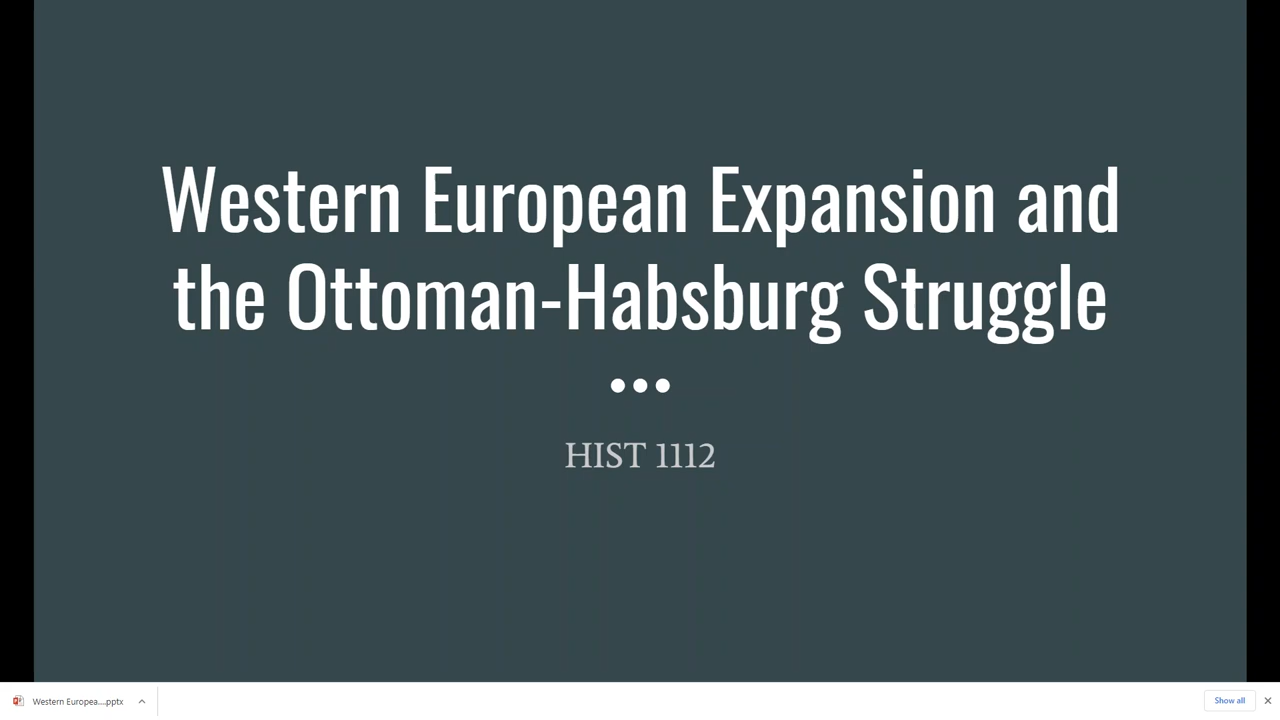 Western European Expansion and
the Ottoman-Habsburg Struggle
HIST 1112
Western Europea....pptx
Show all